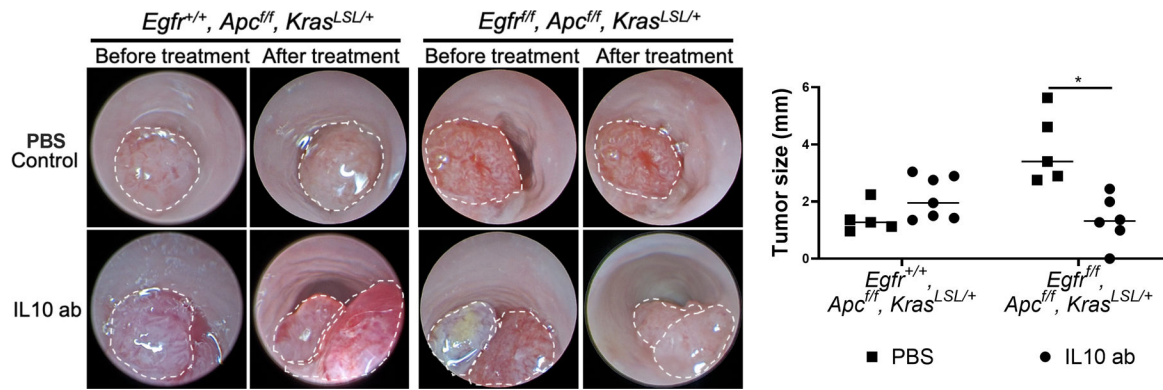 Egfr+/+, Apcf/f, KrasLSL/+
Egfrf/f, Apcf/f, KrasLSL/+
Before treatment
After treatment
Before treatment
After treatment
PBS
Control
IL10 ab
Tumor size (mm)
6
4
2
0
*
Egfr+/+,
Apcf/f, KrasLSL/+
Egfrf/f,
Apcf/f, KrasLSL/+
PBS
IL10 ab